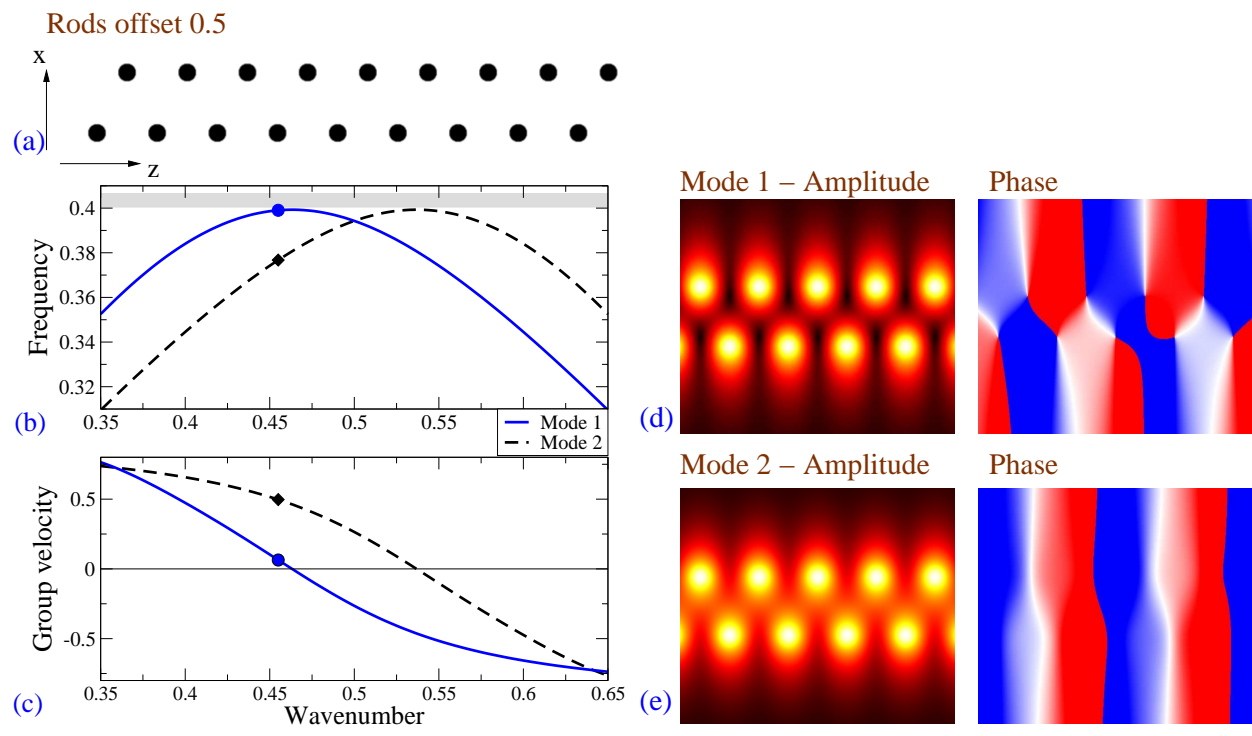 Rods offset 0.5
x
(a)
z
Mode 1 – Amplitude
Phase
0.4
0.38
0.36
0.34
0.32
Frequency
(b)
0.35
0.4
0.45
0.5
0.55
Mode 1
Mode 2
(d)
Mode 2 – Amplitude
Phase
0.5
0
-0.5
Group velocity
(c)
0.35
0.4
0.45
0.5
0.55
0.6
0.65
Wavenumber
(e)